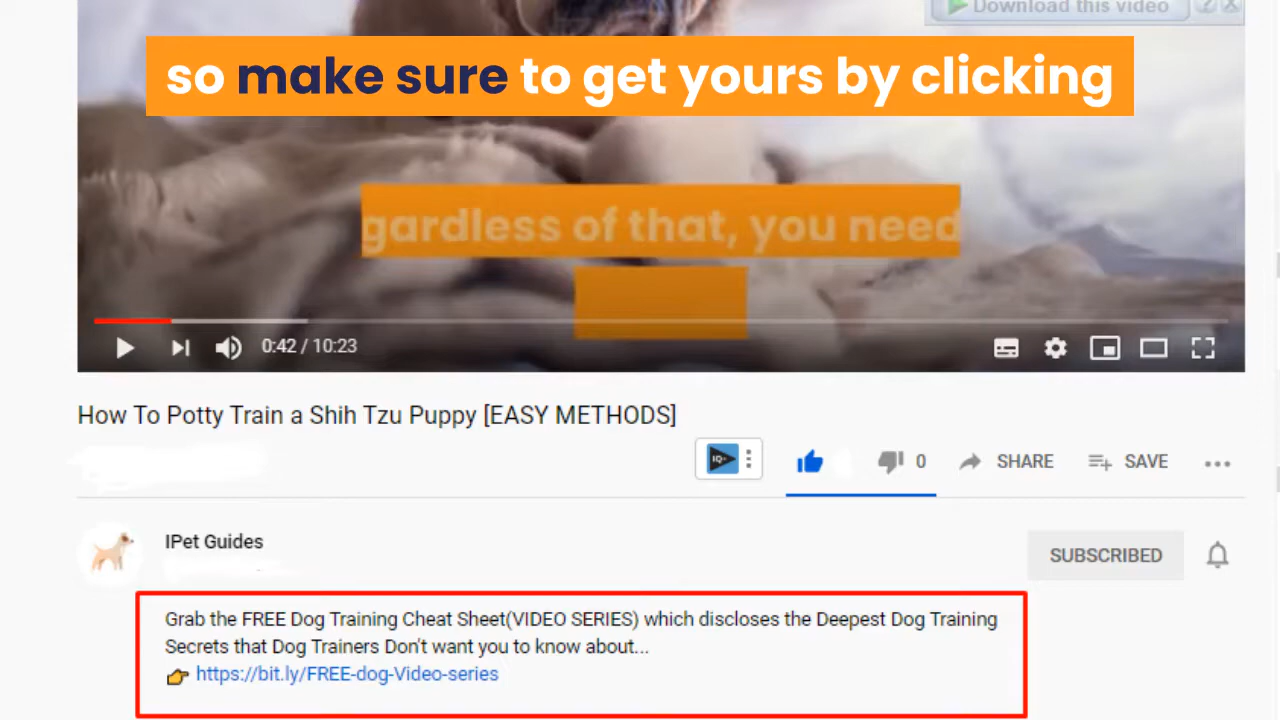 Download this video
so make sure to get yours by clicking
gardless of that, you need
0:42 / 10:23
How To Potty Train a Shih Tzu Puppy [EASY METHODS]
IQ
0
SHARE
SAVE
IPet Guides
SUBSCRIBED
Grab the FREE Dog Training Cheat Sheet(VIDEO SERIES) which discloses the Deepest Dog Training
Secrets that Dog Trainers Don't want you to know about...
👉 https://bit.ly/FREE-dog-Video-series